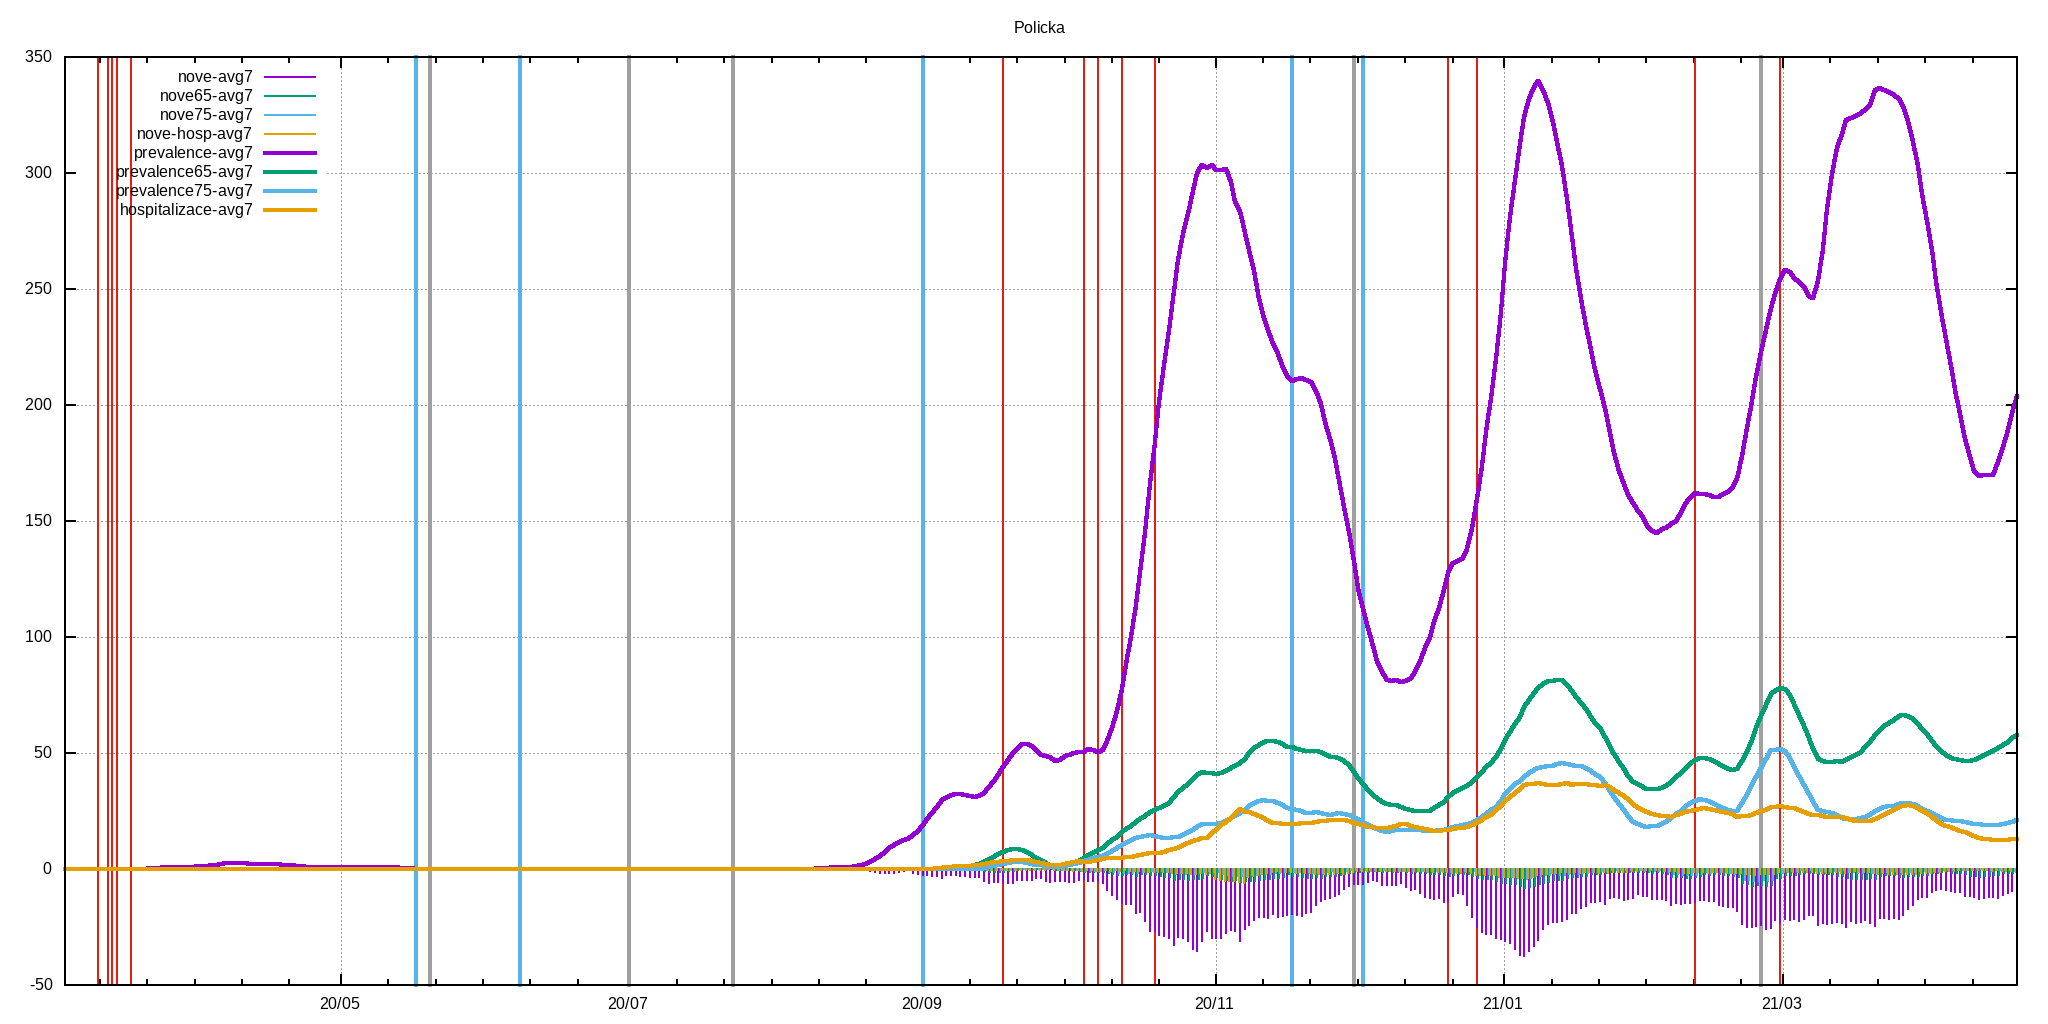 Policka
350
300
250
200
150
100
50
0
-50
nove-avg7
nove65-avg7
nove75-avg7
nove-hosp-avg7
prevalence-avg7
prevalence65-avg7
prevalence75-avg7
hospitalizace-avg7
20/05 20/07 20/09 20/11 21/01 21/03